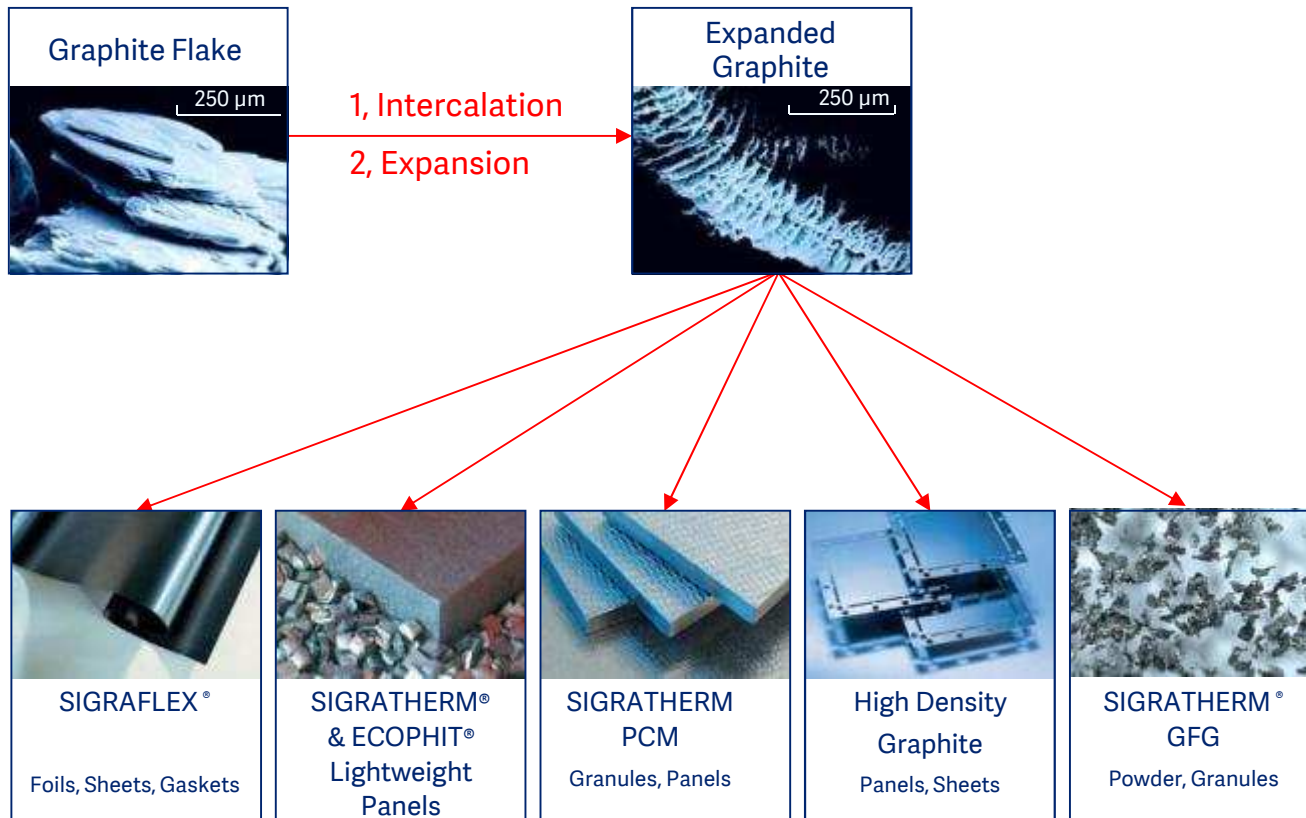 Graphite Flake
250 µm
1, Intercalation
2, Expansion
Expanded
Graphite
250 µm
SIGRAFLEX ®
Foils, Sheets, Gaskets
SIGRATHERM®
& ECOPHIT®
Lightweight
Panels
SIGRATHERM
PCM
Granules, Panels
High Density
Graphite
Panels, Sheets
SIGRATHERM ®
GFG
Powder, Granules